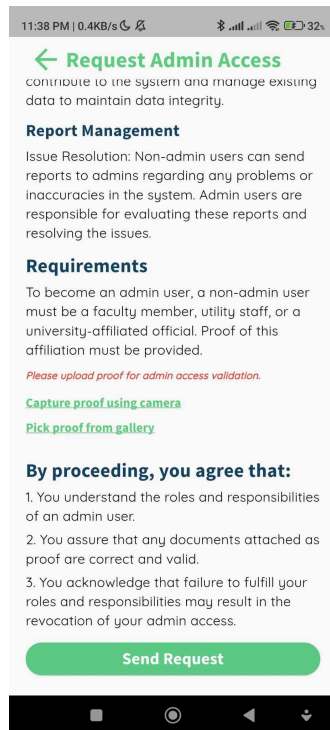 11:38 PM | 0.4KB/s
32%
Request Admin Access
contribute to the system and manage existing
data to maintain data integrity.
Report Management
Issue Resolution: Non-admin users can send
reports to admins regarding any problems or
inaccuracies in the system. Admin users are
responsible for evaluating these reports and
resolving the issues.
Requirements
To become an admin user, a non-admin user
must be a faculty member, utility staff, or a
university-affiliated official. Proof of this
affiliation must be provided.
Please upload proof for admin access validation.
Capture proof using camera
Pick proof from gallery
By proceeding, you agree that:
1. You understand the roles and responsibilities
of an admin user.
2. You assure that any documents attached as
proof are correct and valid.
3. You acknowledge that failure to fulfill your
roles and responsibilities may result in the
revocation of your admin access.
Send Request